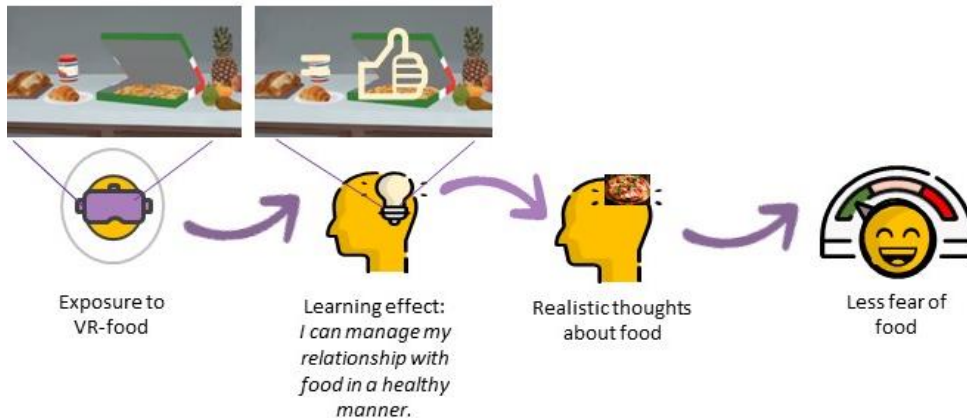 Exposure to
VR-food
Learning effect:
I can manage my
relationship with
food in a healthy
manner.
Realistic thoughts
about food
Less fear of
food